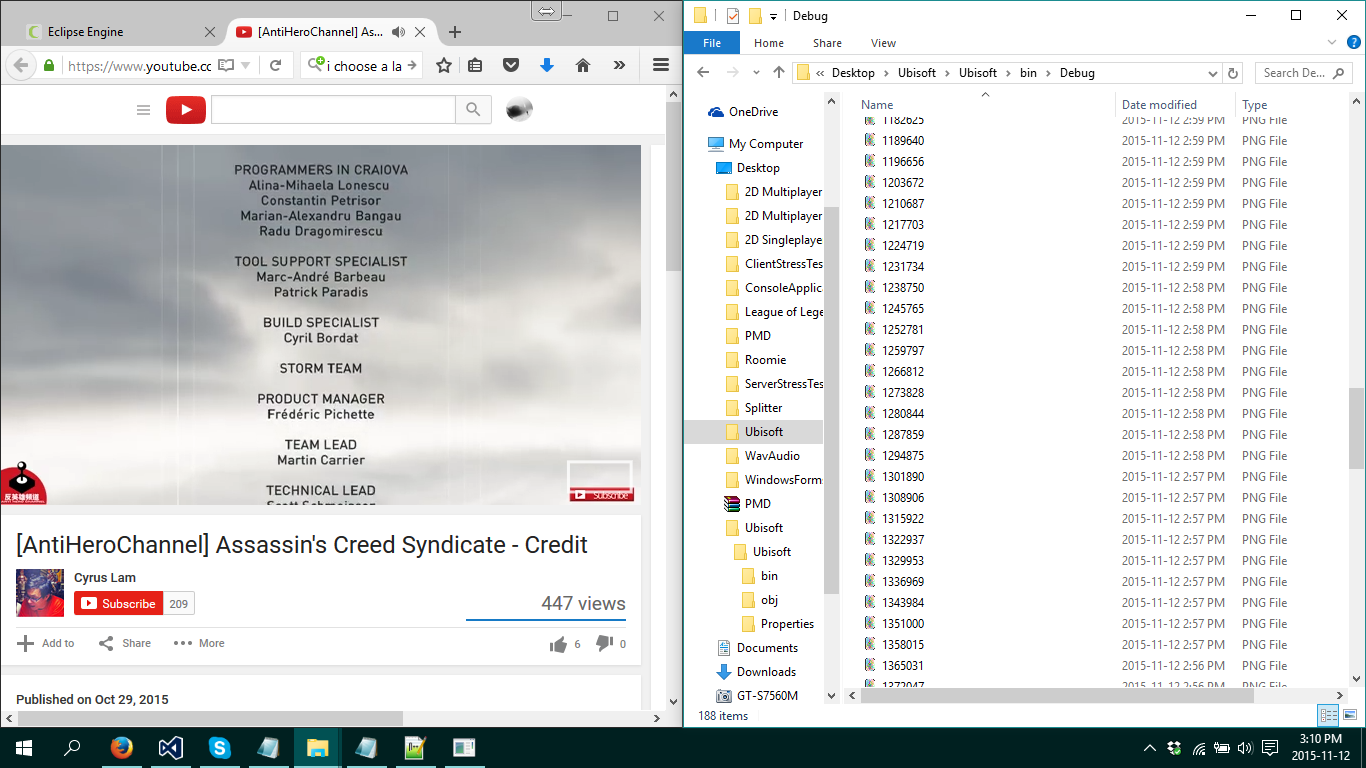 Eclipse Engine
[AntiHeroChannel] As...
https://www.youtube.cc
i choose a la
PROGRAMMERS IN CRAIOVA
Alina-Mihaela Lonescu
Constantin Petrisor
Marian-Alexandru Bangau
Radu Dragomirescu
TOOL SUPPORT SPECIALIST
Marc-André Barbeau
Patrick Paradis
BUILD SPECIALIST
Cyril Bordat
STORM TEAM
PRODUCT MANAGER
Frédéric Pichette
TEAM LEAD
Martin Carrier
TECHNICAL LEAD
反英雄頻道
Subscribe
[AntiHeroChannel] Assassin's Creed Syndicate - Credit
Cyrus Lam
Subscribe 209
447 views
Add to Share More 6 0
Published on Oct 29, 2015
Debug
File Home Share View
« Desktop Ubisoft Ubisoft bin Debug
Search De...
OneDrive
My Computer
Desktop
2D Multiplayer
2D Multiplayer
2D Singleplaye
ClientStressTes
ConsoleApplica
League of Lege
PMD
Roomie
ServerStressTes
Splitter
Ubisoft
WavAudio
WindowsForm
PMD
Ubisoft
Ubisoft
bin
obj
Properties
Documents
Downloads
GT-S7560M
Name Date modified Type
1182625 2015-11-12 2:59 PM PNG File
1189640 2015-11-12 2:59 PM PNG File
1196656 2015-11-12 2:59 PM PNG File
1203672 2015-11-12 2:59 PM PNG File
1210687 2015-11-12 2:59 PM PNG File
1217703 2015-11-12 2:59 PM PNG File
1224719 2015-11-12 2:59 PM PNG File
1231734 2015-11-12 2:59 PM PNG File
1238750 2015-11-12 2:58 PM PNG File
1245765 2015-11-12 2:58 PM PNG File
1252781 2015-11-12 2:58 PM PNG File
1259797 2015-11-12 2:58 PM PNG File
1266812 2015-11-12 2:58 PM PNG File
1273828 2015-11-12 2:58 PM PNG File
1280844 2015-11-12 2:58 PM PNG File
1287859 2015-11-12 2:58 PM PNG File
1294875 2015-11-12 2:58 PM PNG File
1301890 2015-11-12 2:57 PM PNG File
1308906 2015-11-12 2:57 PM PNG File
1315922 2015-11-12 2:57 PM PNG File
1322937 2015-11-12 2:57 PM PNG File
1329953 2015-11-12 2:57 PM PNG File
1336969 2015-11-12 2:57 PM PNG File
1343984 2015-11-12 2:57 PM PNG File
1351000 2015-11-12 2:57 PM PNG File
1358015 2015-11-12 2:57 PM PNG File
1365031 2015-11-12 2:56 PM PNG File
1372047 2015-11-12 2:56 PM PNG File
188 items
3:10 PM
2015-11-12